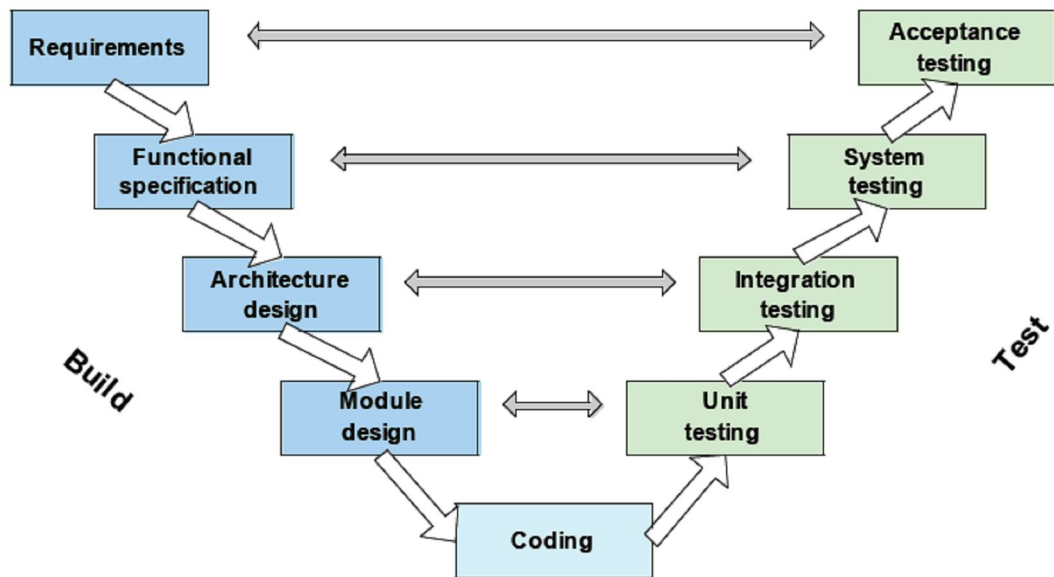 Requirements
Acceptance
testing
Functional
specification
System
testing
Architecture
design
Integration
testing
Build
Test
Module
design
Unit
testing
Coding